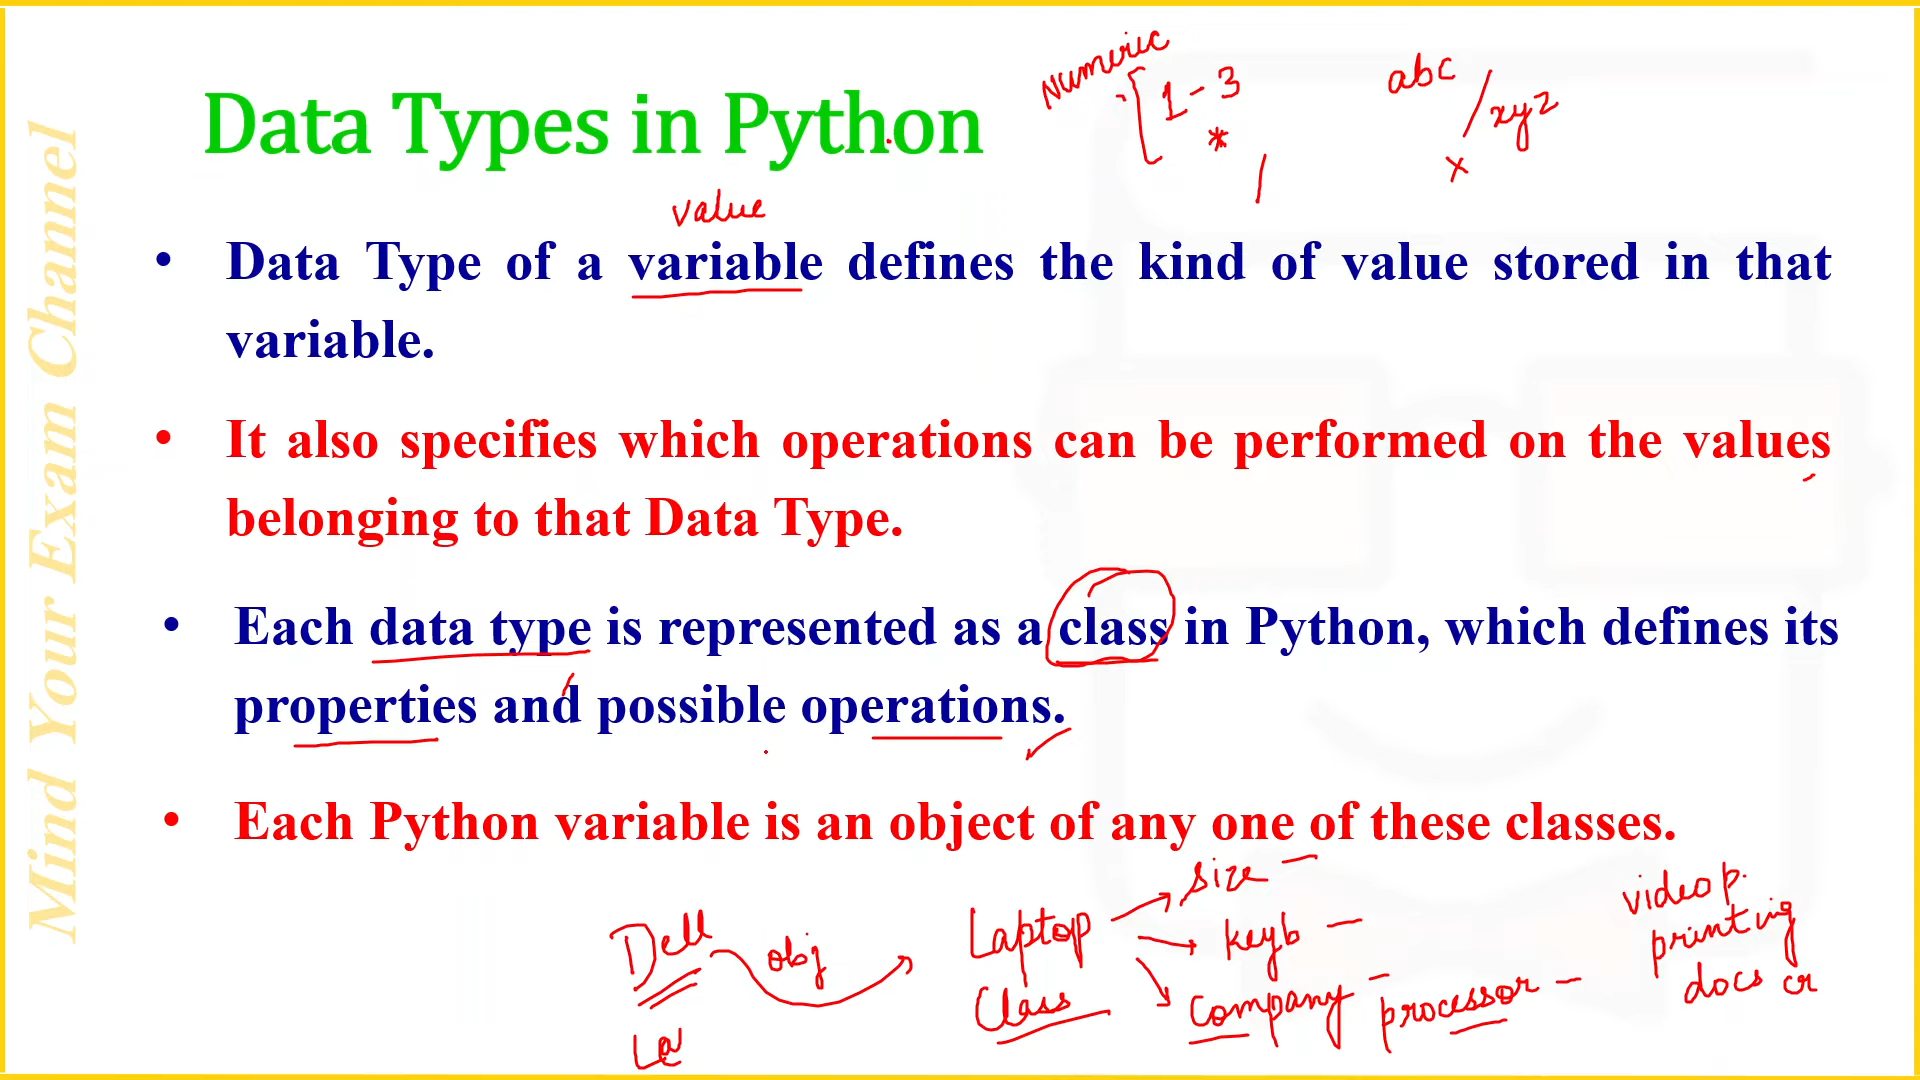 Numeric
1 - 3
*
/
abc / xyz
x
Data Types in Python
value
• Data Type of a variable defines the kind of value stored in that
variable.
• It also specifies which operations can be performed on the values
belonging to that Data Type.
• Each data type is represented as a class in Python, which defines its
properties and possible operations.
• Each Python variable is an object of any one of these classes.
Dell
obj
Laptop
Class
size
keyb
Company
processor
video p.
printing
docs cr
La
Mind Your Exam Channel